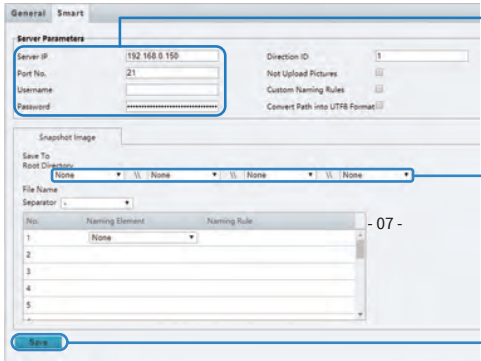 General Smart
Server Parameters
Server IP 192.168.0.150 Direction ID 1
Port No. 21 Not Upload Pictures
Username Custom Naming Rules
Password •••••••••••••••••••••••••••••••• Convert Path into UTF8 Format
Snapshot Image
Save To
Root Directory
None \\ None \\ None \\ None
File Name
Separator -
No. Naming Element Naming Rule
- 07 -
1 None
2
3
4
5
Save